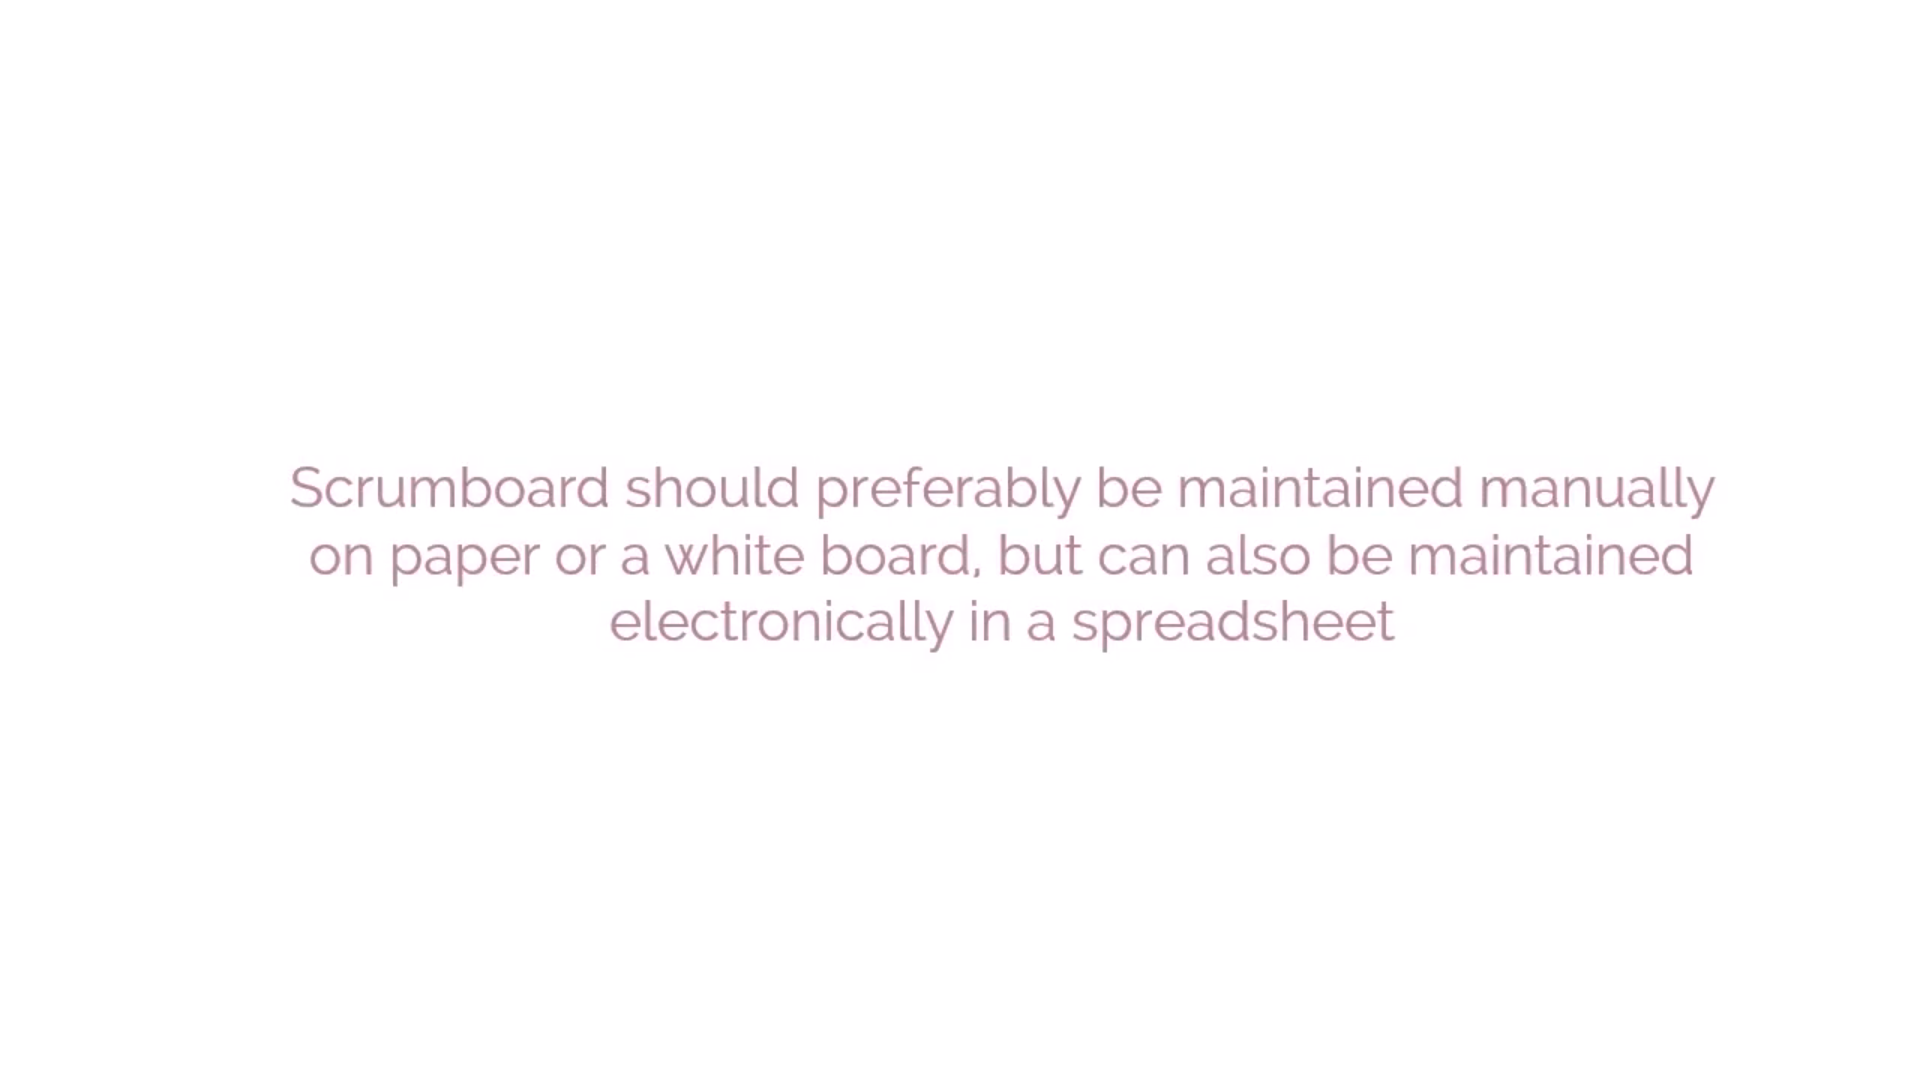 Scrumboard should preferably be maintained manually
on paper or a white board, but can also be maintained
electronically in a spreadsheet